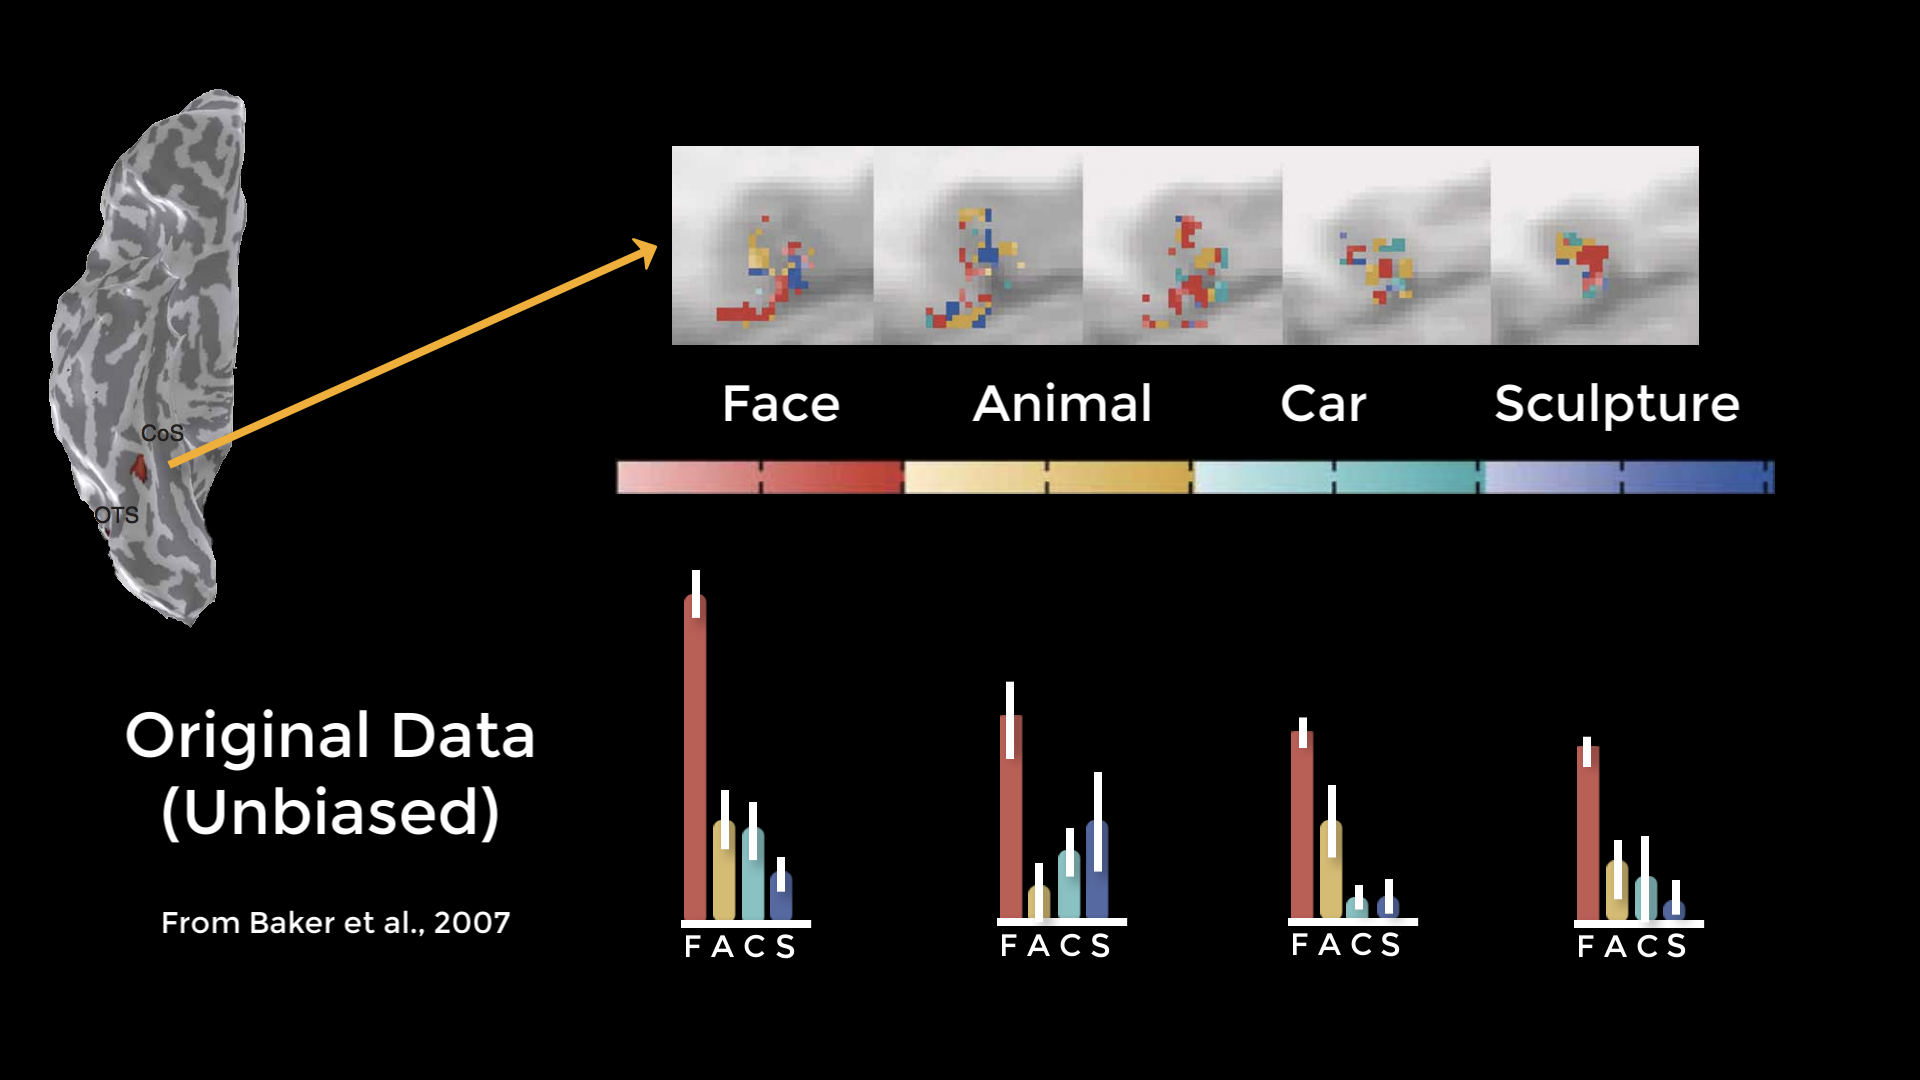 CoS
OTS
Face Animal Car Sculpture
Original Data
(Unbiased)
From Baker et al., 2007
F A C S
F A C S
F A C S
F A C S